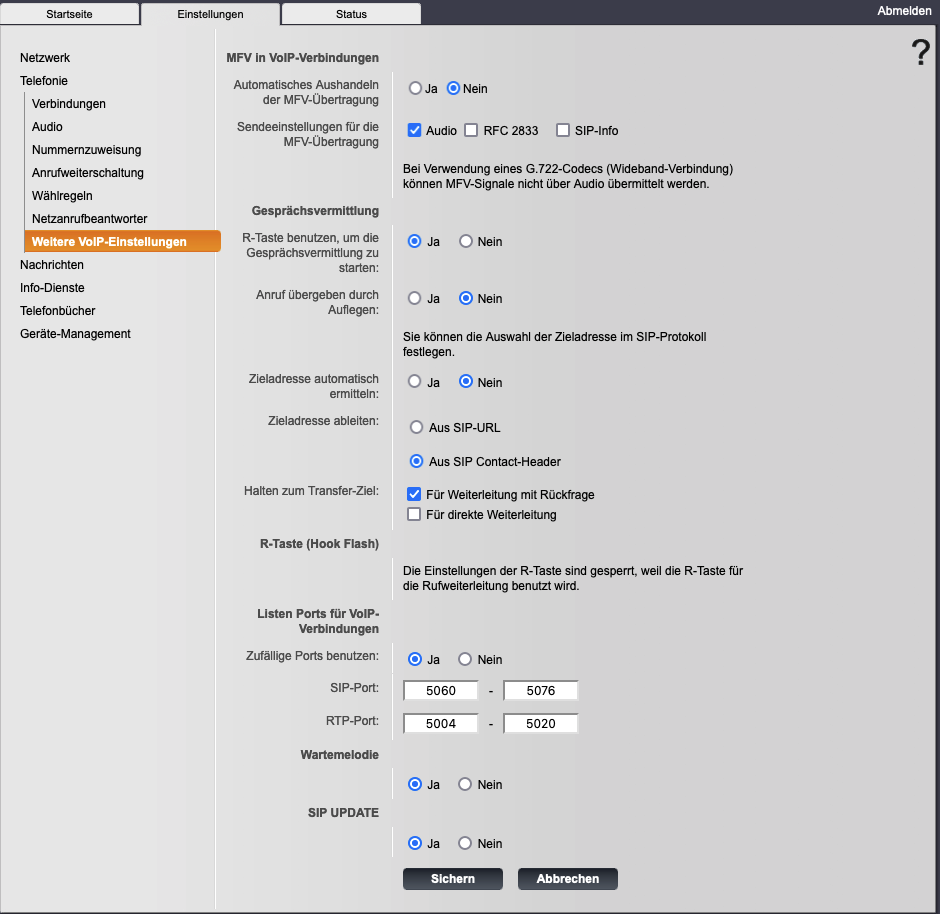 Startseite
Einstellungen
Status
Abmelden
?
Netzwerk
Telefonie
Verbindungen
Audio
Nummernzuweisung
Anrufweiterschaltung
Wählregeln
Netzanrufbeantworter
Weitere VoIP-Einstellungen
Nachrichten
Info-Dienste
Telefonbücher
Geräte-Management
MFV in VoIP-Verbindungen
Automatisches Aushandeln
der MFV-Übertragung
Ja Nein
Sendeeinstellungen für die
MFV-Übertragung
Audio RFC 2833 SIP-Info
Bei Verwendung eines G.722-Codecs (Wideband-Verbindung)
können MFV-Signale nicht über Audio übermittelt werden.
Gesprächsvermittlung
R-Taste benutzen, um die
Gesprächsvermittlung zu
starten:
Ja Nein
Anruf übergeben durch
Auflegen:
Ja Nein
Sie können die Auswahl der Zieladresse im SIP-Protokoll
festlegen.
Zieladresse automatisch
ermitteln:
Ja Nein
Zieladresse ableiten:
Aus SIP-URL
Aus SIP Contact-Header
Halten zum Transfer-Ziel:
Für Weiterleitung mit Rückfrage
Für direkte Weiterleitung
R-Taste (Hook Flash)
Die Einstellungen der R-Taste sind gesperrt, weil die R-Taste für
die Rufweiterleitung benutzt wird.
Listen Ports für VoIP-
Verbindungen
Zufällige Ports benutzen:
Ja Nein
SIP-Port:
5060 - 5076
RTP-Port:
5004 - 5020
Wartemelodie
Ja Nein
SIP UPDATE
Ja Nein
Sichern Abbrechen